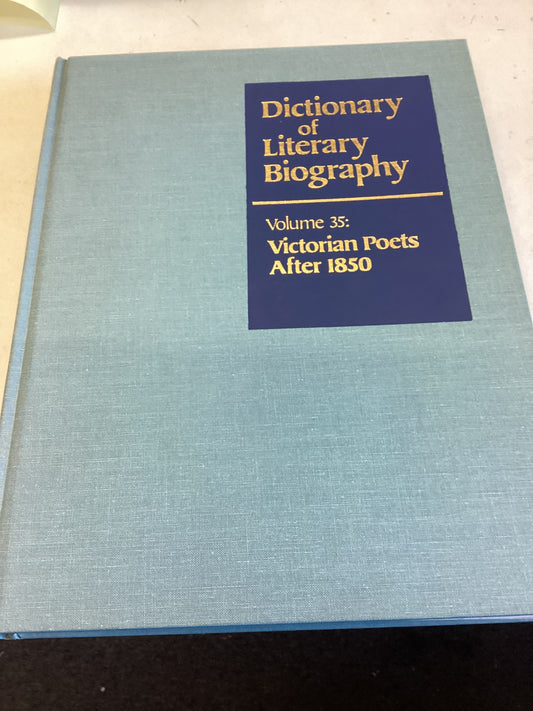 Dictionary
of
Literary
Biography
Volume 35:
Victorian Poets
After 1850